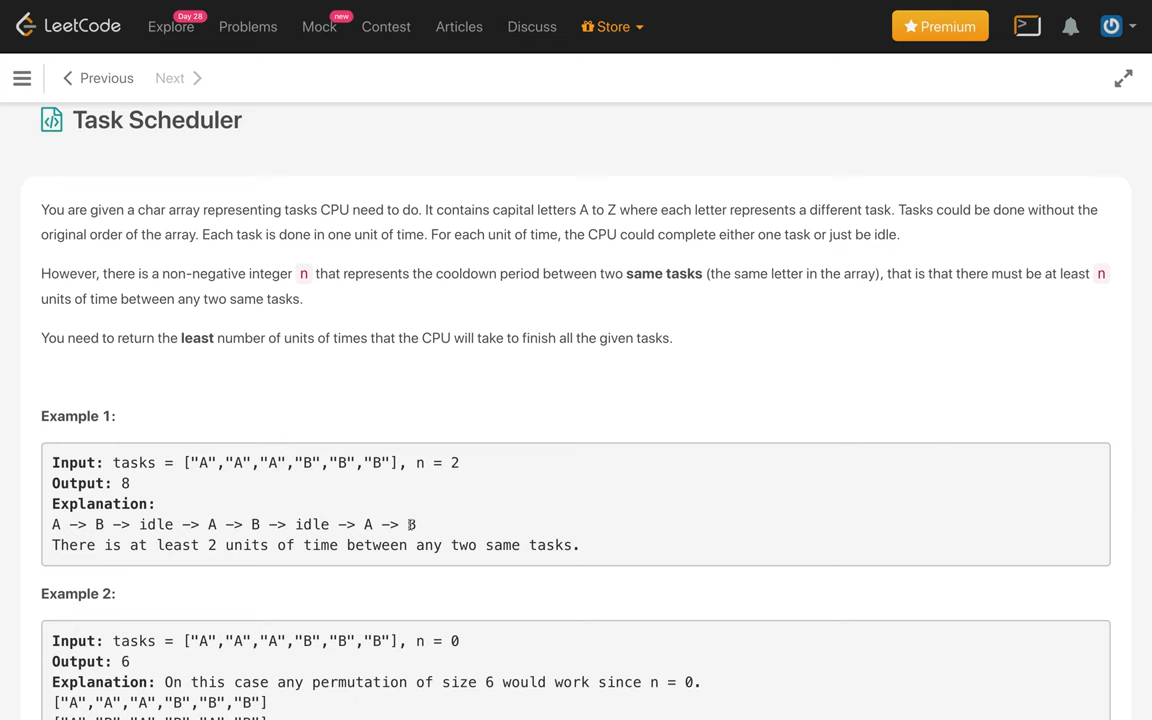 LeetCode
Explore Day 28 Problems Mock new Contest Articles Discuss Store Premium
Previous Next
Task Scheduler
You are given a char array representing tasks CPU need to do. It contains capital letters A to Z where each letter represents a different task. Tasks could be done without the
original order of the array. Each task is done in one unit of time. For each unit of time, the CPU could complete either one task or just be idle.
However, there is a non-negative integer n that represents the cooldown period between two same tasks (the same letter in the array), that is that there must be at least n
units of time between any two same tasks.
You need to return the least number of units of times that the CPU will take to finish all the given tasks.
Example 1:
Input: tasks = ["A","A","A","B","B","B"], n = 2
Output: 8
Explanation:
A -> B -> idle -> A -> B -> idle -> A -> B
There is at least 2 units of time between any two same tasks.
Example 2:
Input: tasks = ["A","A","A","B","B","B"], n = 0
Output: 6
Explanation: On this case any permutation of size 6 would work since n = 0.
["A","A","A","B","B","B"]
["A","B","A","B","A","B"]